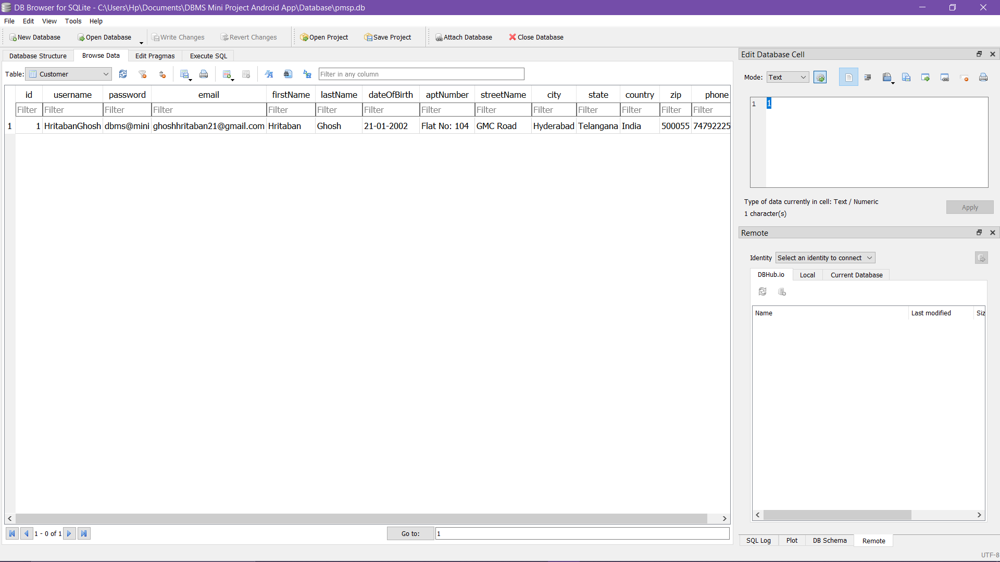 DB Browser for SQLite - C:\Users\Hp\Documents\DBMS Mini Project Android App\Database\pmsp.db
File Edit View Tools Help
New Database Open Database Write Changes Revert Changes Open Project Save Project Attach Database Close Database
Database Structure Browse Data Edit Pragmas Execute SQL
Table: Customer Filter in any column
id username password email firstName lastName dateOfBirth aptNumber streetName city state country zip phone
Filter Filter Filter Filter Filter Filter Filter Filter Filter Filter Filter Filter Filter Filter
1 1 HritabanGhosh dbms@mini ghoshhritaban21@gmail.com Hritaban Ghosh 21-01-2002 Flat No: 104 GMC Road Hyderabad Telangana India 500055 74792225
1 - 0 of 1 Go to: 1
Edit Database Cell
Mode: Text
1 1
Type of data currently in cell: Text / Numeric
1 character(s)
Apply
Remote
Identity Select an identity to connect
DBHub.io Local Current Database
Name Last modified Siz
SQL Log Plot DB Schema Remote
UTF-8